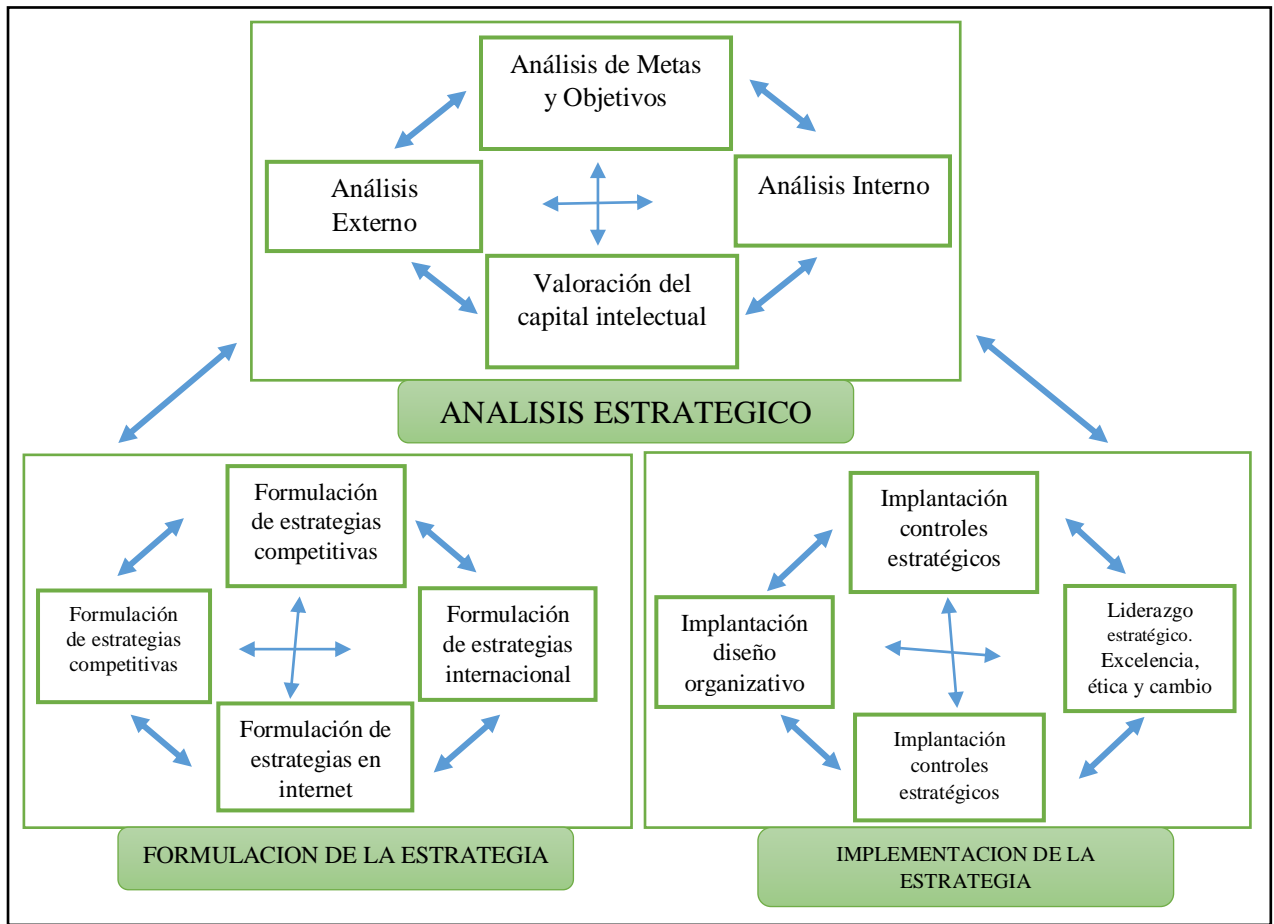 Análisis de Metas
y Objetivos
Análisis
Externo
Análisis Interno
Valoración del
capital intelectual
ANALISIS ESTRATEGICO
Formulación
de estrategias
competitivas
Formulación
de estrategias
competitivas
Formulación
de estrategias
internacional
Formulación de
estrategias en
internet
FORMULACION DE LA ESTRATEGIA
Implantación
controles
estratégicos
Implantación
diseño
organizativo
Liderazgo
estratégico.
Excelencia,
ética y cambio
Implantación
controles
estratégicos
IMPLEMENTACION DE LA
ESTRATEGIA